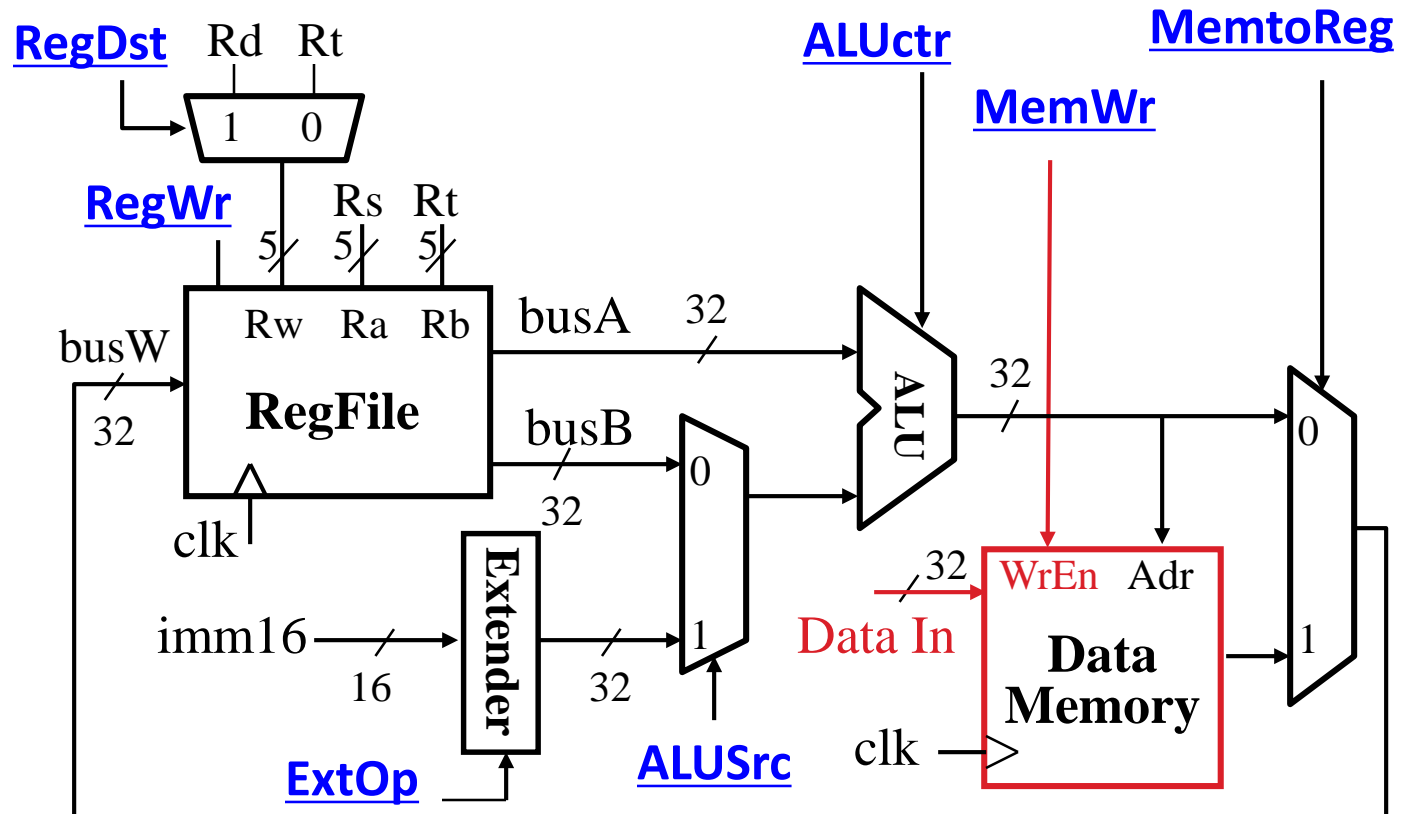 RegDst
Rd Rt
ALUctr
MemtoReg
MemWr
1 0
RegWr
Rs Rt
5 5 5
Rw Ra Rb
busA
32
busW
32
RegFile
ALU
32
0
busB
32
0
clk
Extender
32
WrEn Adr
imm16
16
32
1
Data In
Data
Memory
1
clk
ExtOp
ALUSrc